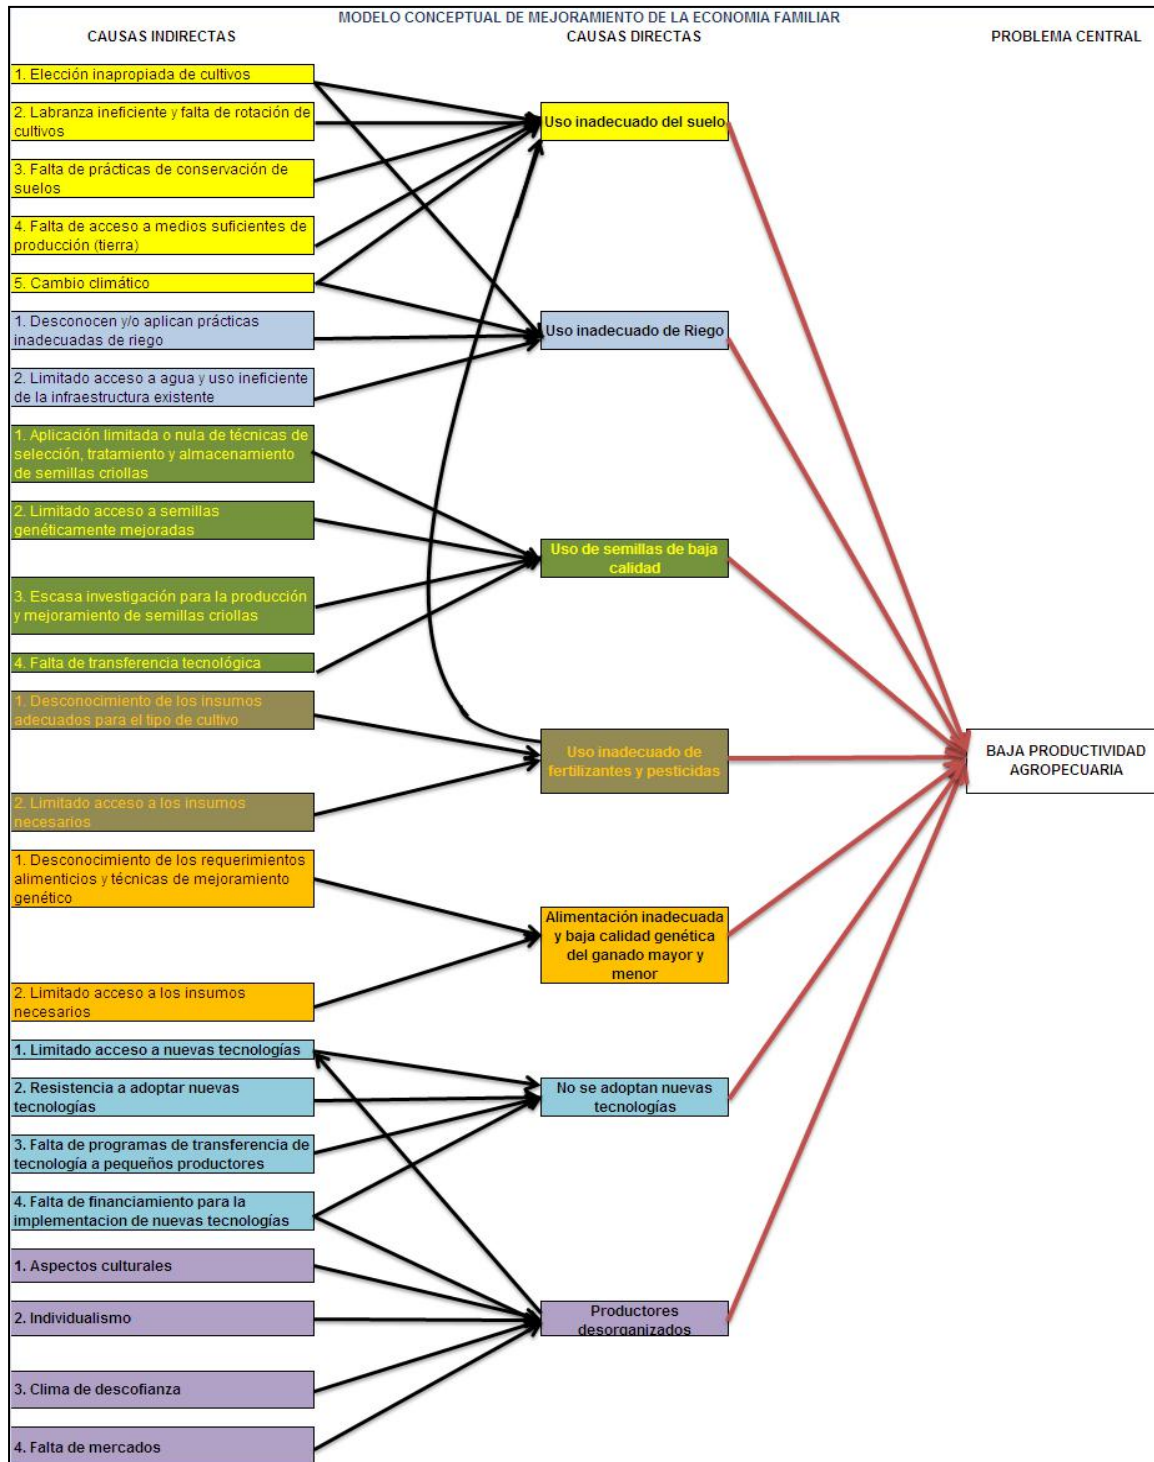 MODELO CONCEPTUAL DE MEJORAMIENTO DE LA ECONOMIA FAMILIAR
CAUSAS INDIRECTAS
CAUSAS DIRECTAS
PROBLEMA CENTRAL
1. Elección inapropiada de cultivos
2. Labranza ineficiente y falta de rotación de
cultivos
3. Falta de prácticas de conservación de
suelos
4. Falta de acceso a medios suficientes de
producción (tierra)
5. Cambio climático
1. Desconocen y/o aplican prácticas
inadecuadas de riego
2. Limitado acceso a agua y uso ineficiente
de la infraestructura existente
1. Aplicación limitada o nula de técnicas de
selección, tratamiento y almacenamiento
de semillas criollas
2. Limitado acceso a semillas
genéticamente mejoradas
3. Escasa investigación para la producción
y mejoramiento de semillas criollas
4. Falta de transferencia tecnológica
1. Desconocimiento de los insumos
adecuados para el tipo de cultivo
2. Limitado acceso a los insumos
necesarios
1. Desconocimiento de los requerimientos
alimenticios y técnicas de mejoramiento
genético
2. Limitado acceso a los insumos
necesarios
1. Limitado acceso a nuevas tecnologías
2. Resistencia a adoptar nuevas
tecnologías
3. Falta de programas de transferencia de
tecnología a pequeños productores
4. Falta de financiamiento para la
implementacion de nuevas tecnologías
1. Aspectos culturales
2. Individualismo
3. Clima de descofianza
4. Falta de mercados
Uso inadecuado del suelo
Uso inadecuado de Riego
Uso de semillas de baja
calidad
Uso inadecuado de
fertilizantes y pesticidas
Alimentación inadecuada
y baja calidad genética
del ganado mayor y
menor
No se adoptan nuevas
tecnologías
Productores
desorganizados
BAJA PRODUCTIVIDAD
AGROPECUARIA